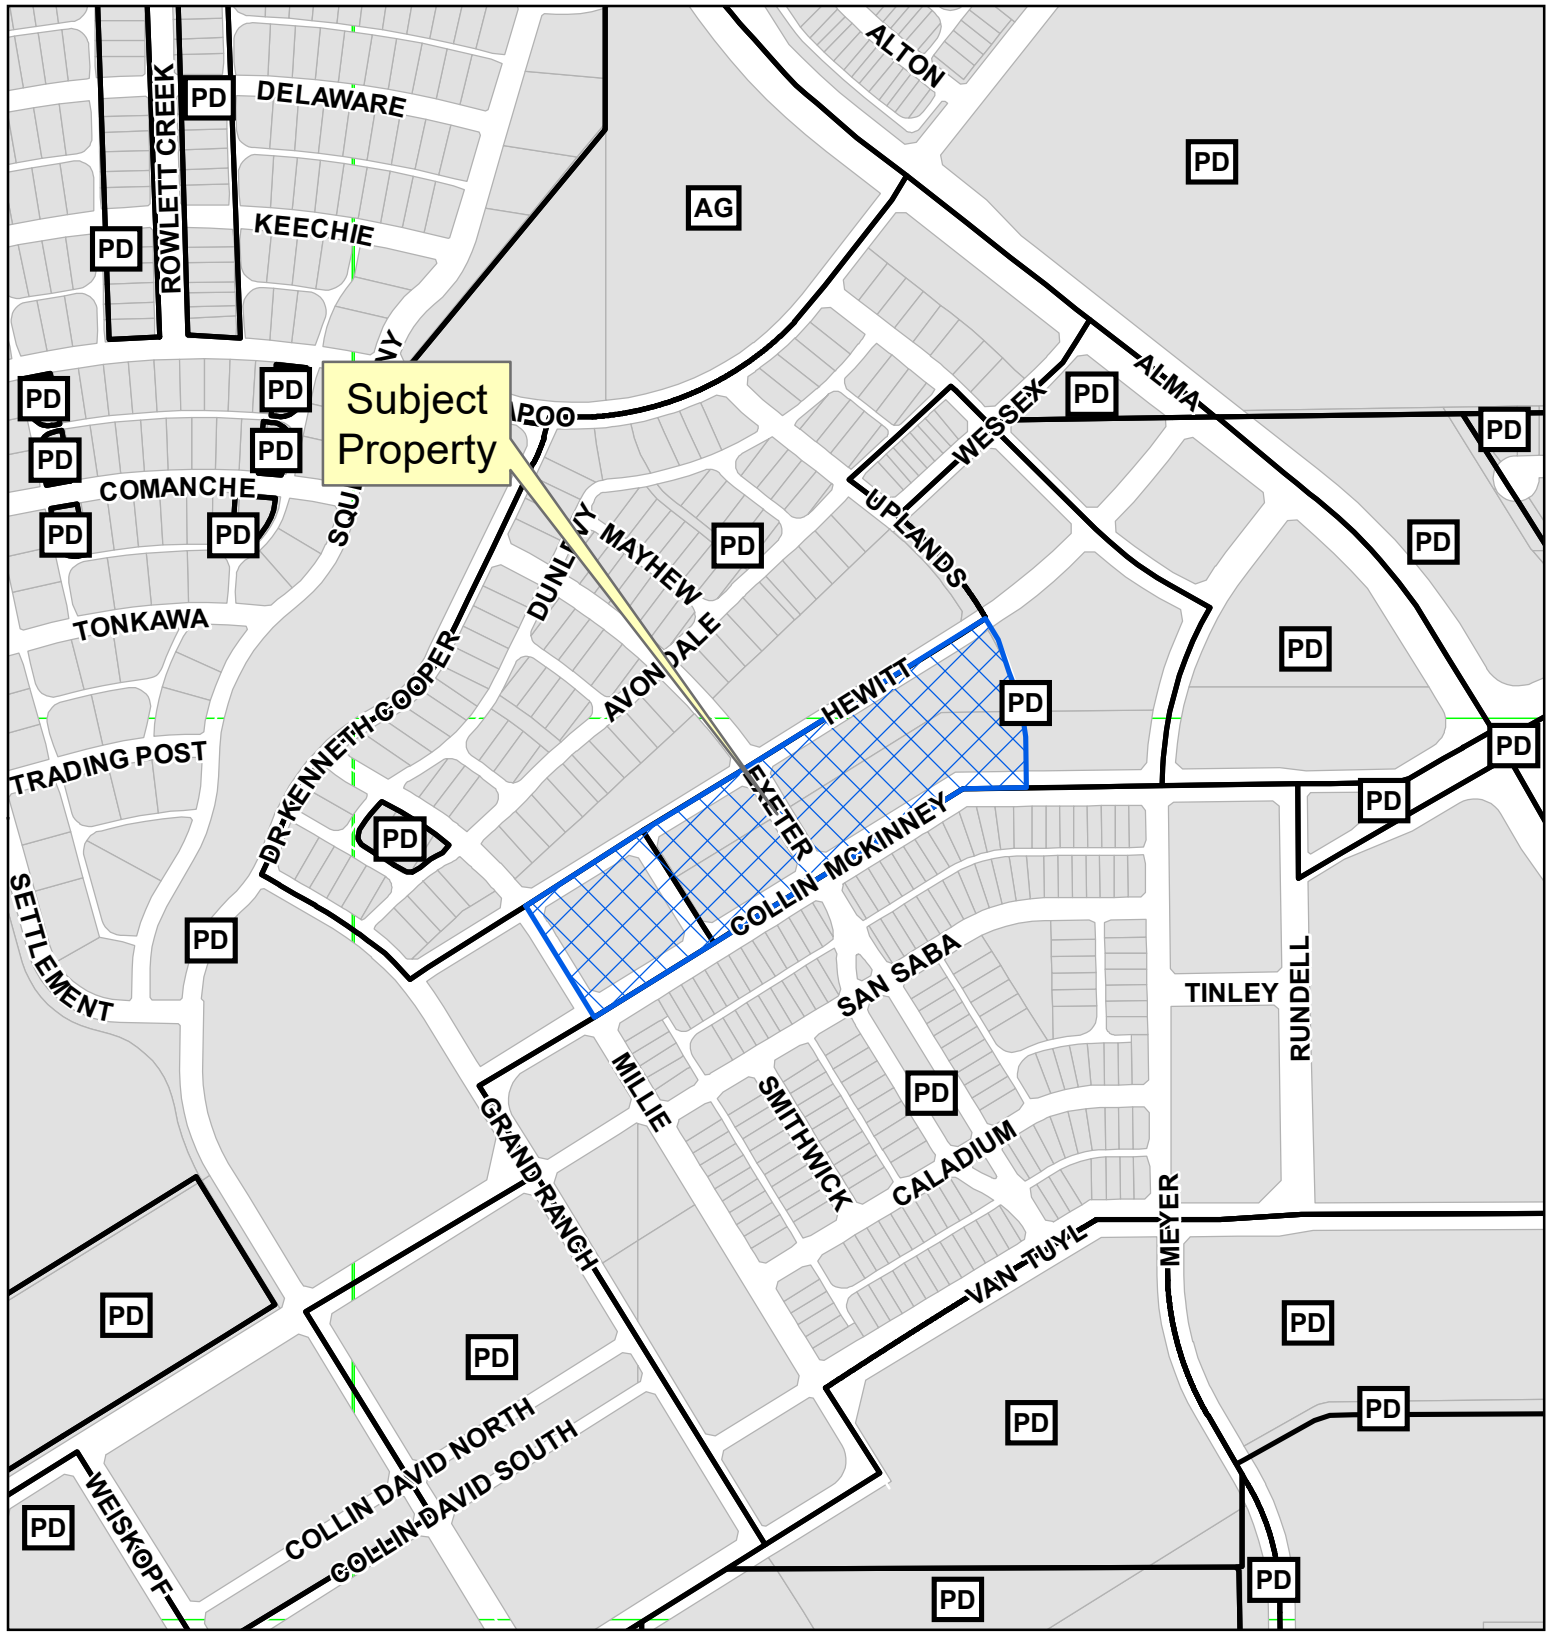 ALTON
ROWLETT CREEK
PD
DELAWARE
PD
AG
KEECHIE
PD
ALMA
PD
PD
PD
Subject
Property
WESSEX
PD
PD
PD
COMANCHE
UPLANDS
PD
PD
MAYHEW
PD
PD
TONKAWA
AVONDALE
PD
DR KENNETH COOPER
HEWITT
PD
TRADING POST
PD
EXETER
PD
PD
COLLIN MCKINNEY
SETTLEMENT
PD
SAN SABA
TINLEY
RUNDELL
MILLIE
SMITHWICK
PD
GRAND RANCH
CALADIUM
MEYER
VAN TUYL
PD
PD
PD
PD
PD
COLLIN DAVID NORTH
COLLIN DAVID SOUTH
WEISKOPF
PD
PD
PD